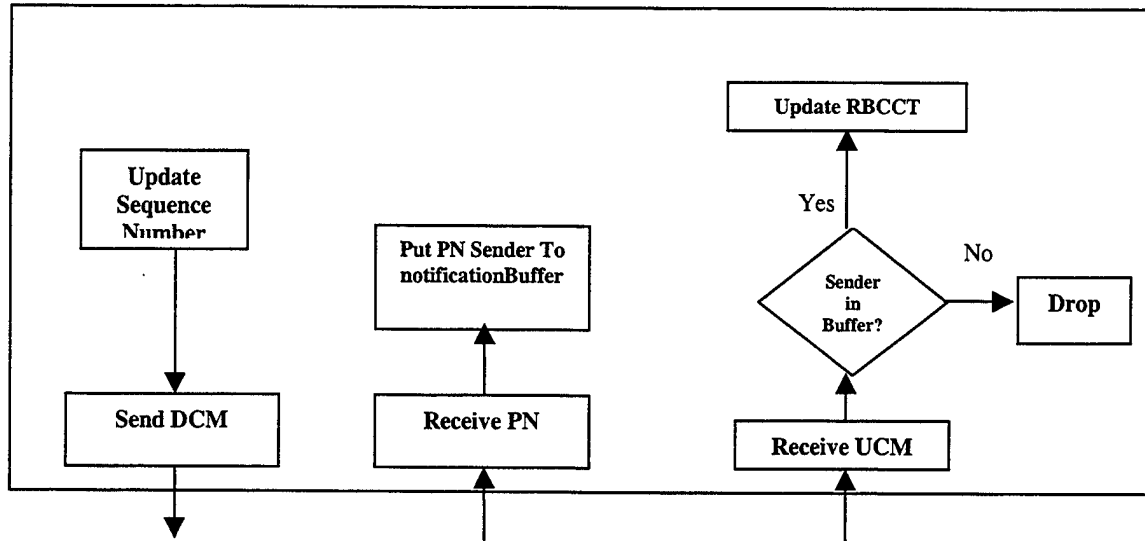 Update RBCCT
Update
Sequence
Number
Yes
Put PN Sender To
notificationBuffer
No
Sender
in
Buffer?
Drop
Send DCM
Receive PN
Receive UCM